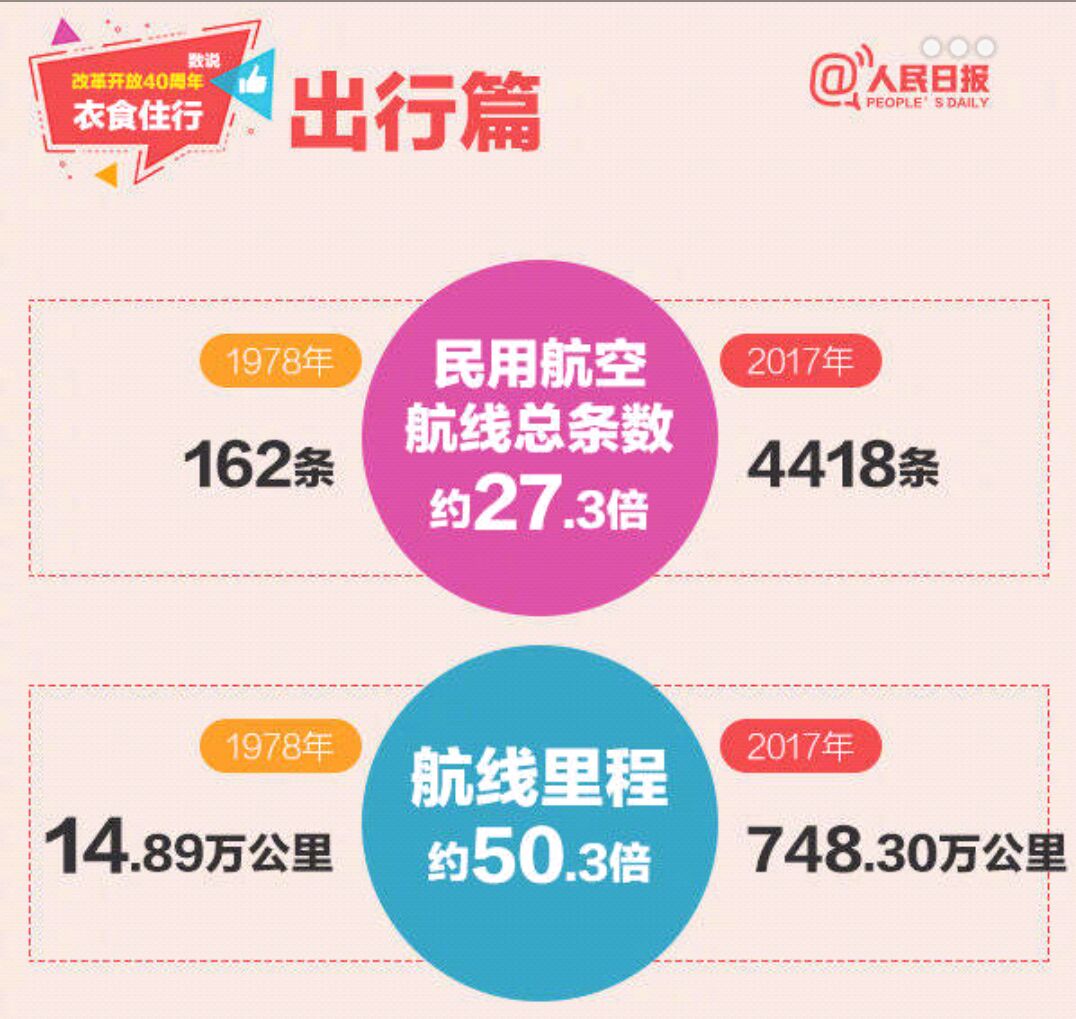 数说
改革开放40周年
衣食住行
出行篇
@人民日报
PEOPLE'S DAILY
1978年
162条
民用航空
航线总条数
约27.3倍
2017年
4418条
1978年
14.89万公里
航线里程
约50.3倍
2017年
748.30万公里